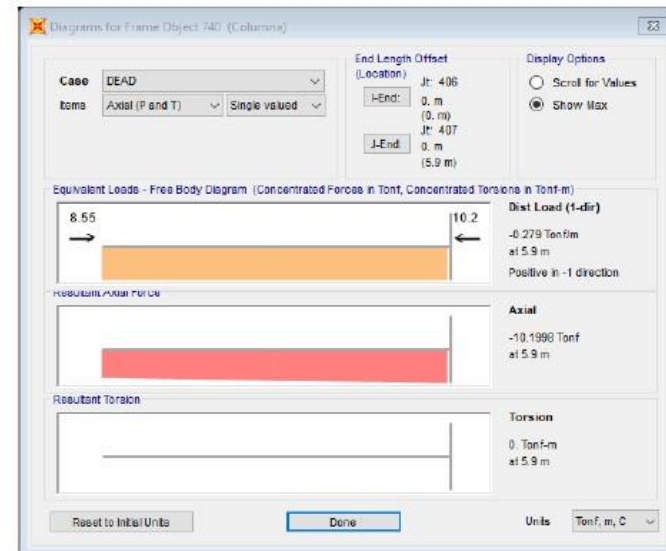 Diagrams for Frame Object 740 (Columna)
End Length Offset
(Location)
Display Options
Case DEAD
Items Axial (P and T) Single valued
I-End: Jt: 406
0. m
(0. m)
J-End: Jt: 407
0. m
(5.9 m)
Scroll for Values
Show Max
Equivalent Loads - Free Body Diagram (Concentrated Forces in Tonf, Concentrated Torsions in Tonf-m)
8.55
10.2
Dist Load (1-dir)
-0.279 Tonf/m
at 5.9 m
Positive in -1 direction
Resultant Axial Force
Axial
-10.1998 Tonf
at 5.9 m
Resultant Torsion
Torsion
0. Tonf-m
at 5.9 m
Reset to Initial Units
Done
Units Tonf, m, C